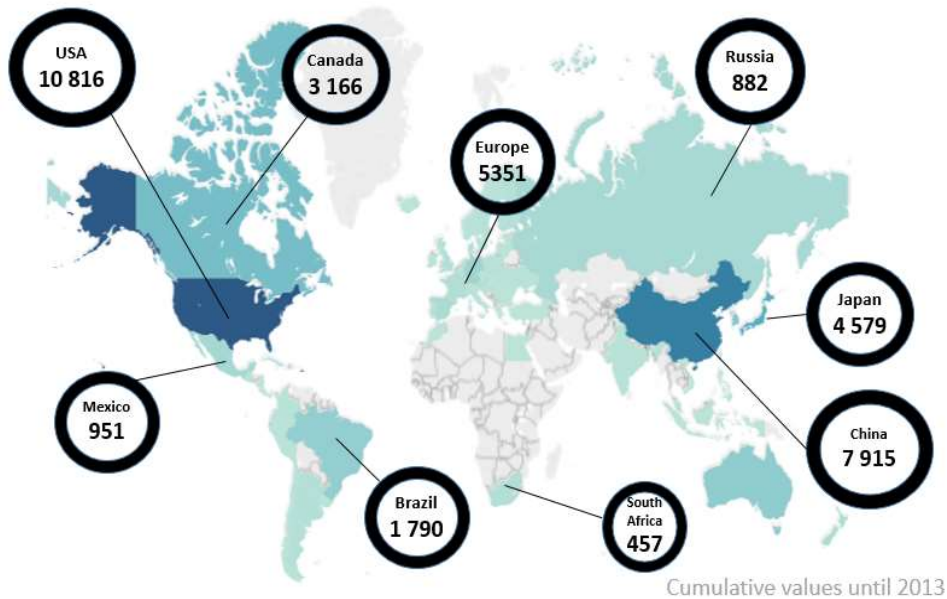 USA
10 816
Canada
3 166
Russia
882
Europe
5351
Japan
4 579
Mexico
951
China
7 915
Brazil
1 790
South
Africa
457
Cumulative values until 2013